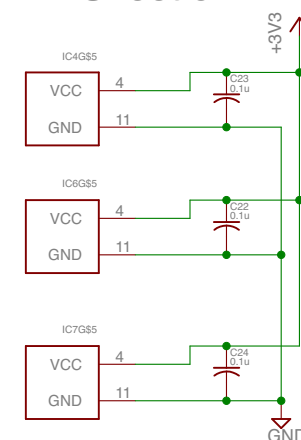 +3V3
IC4G$5
VCC
4
GND
11
C23
0.1u
IC6G$5
VCC
4
GND
11
C22
0.1u
IC7G$5
VCC
4
GND
11
C24
0.1u
GND